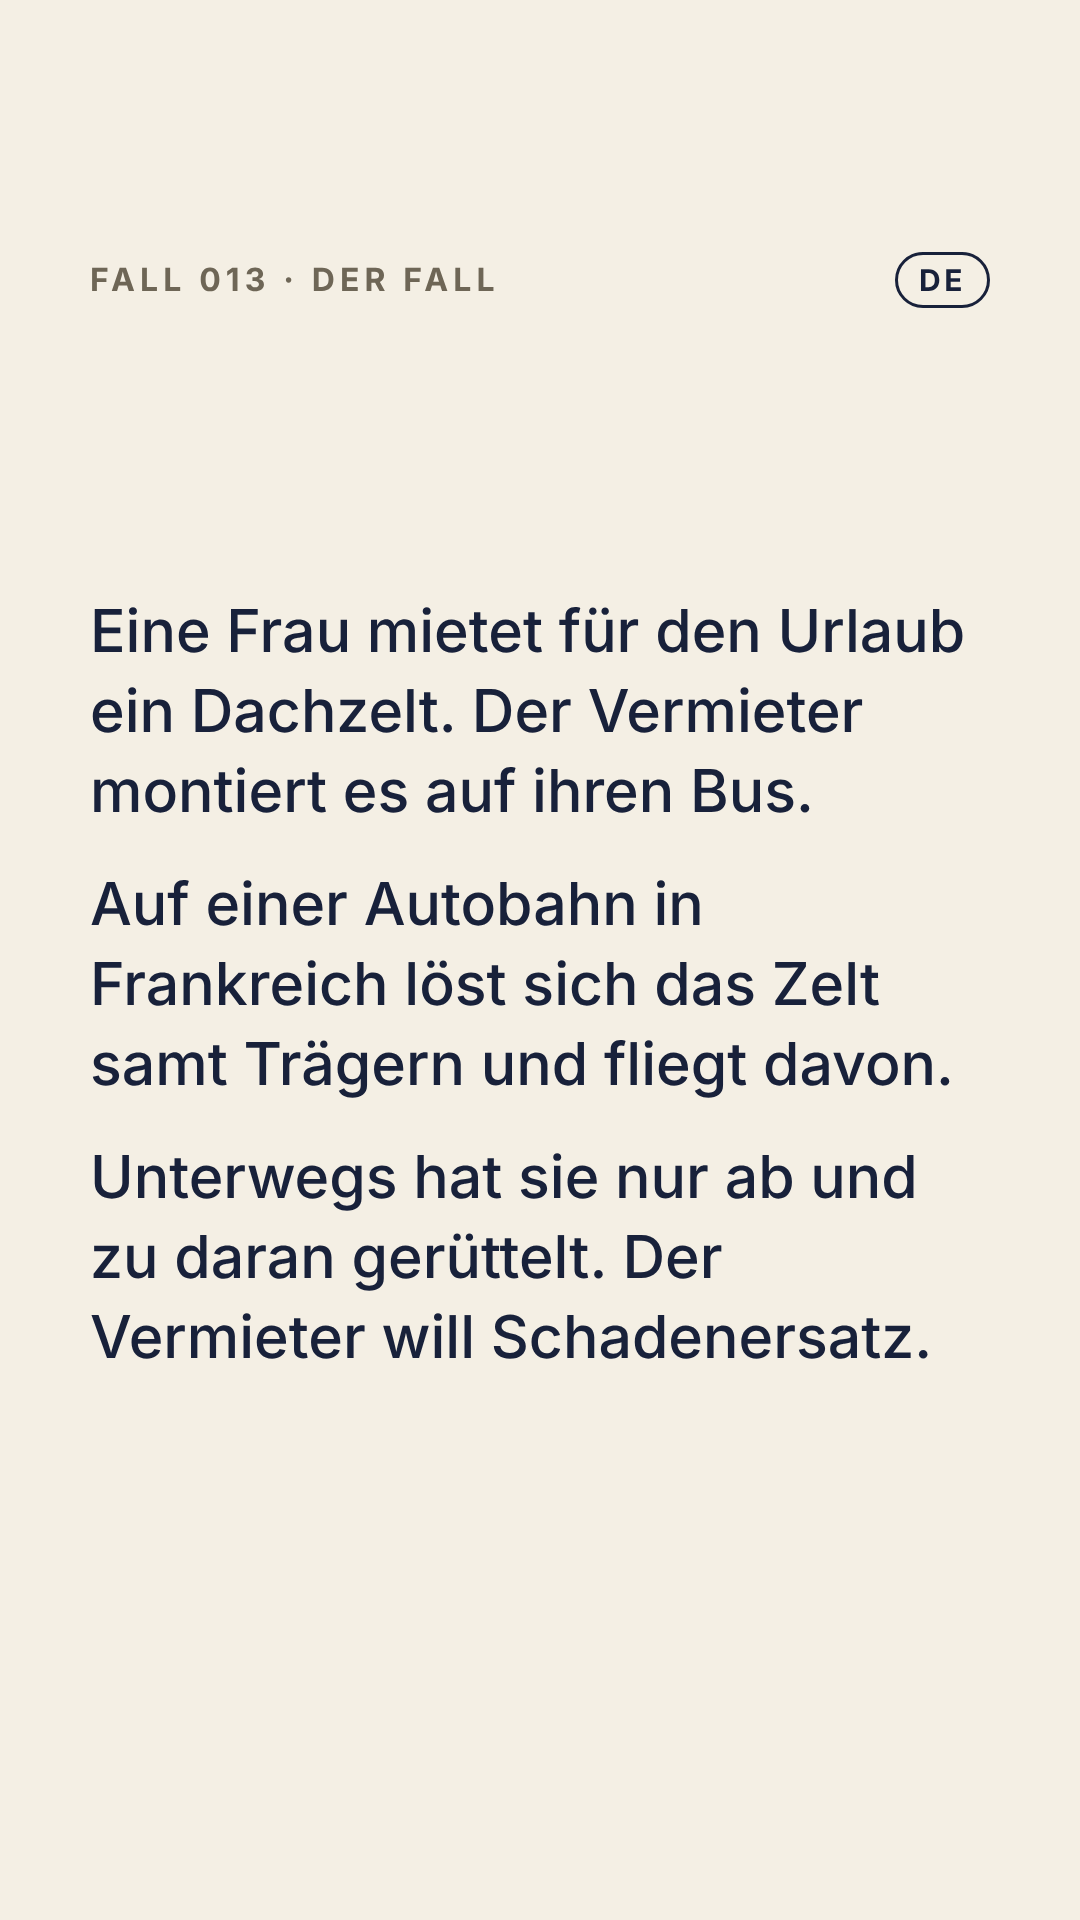 FALL 013 · DER FALL
DE
Eine Frau mietet für den Urlaub
ein Dachzelt. Der Vermieter
montiert es auf ihren Bus.
Auf einer Autobahn in
Frankreich löst sich das Zelt
samt Trägern und fliegt davon.
Unterwegs hat sie nur ab und
zu daran gerüttelt. Der
Vermieter will Schadenersatz.